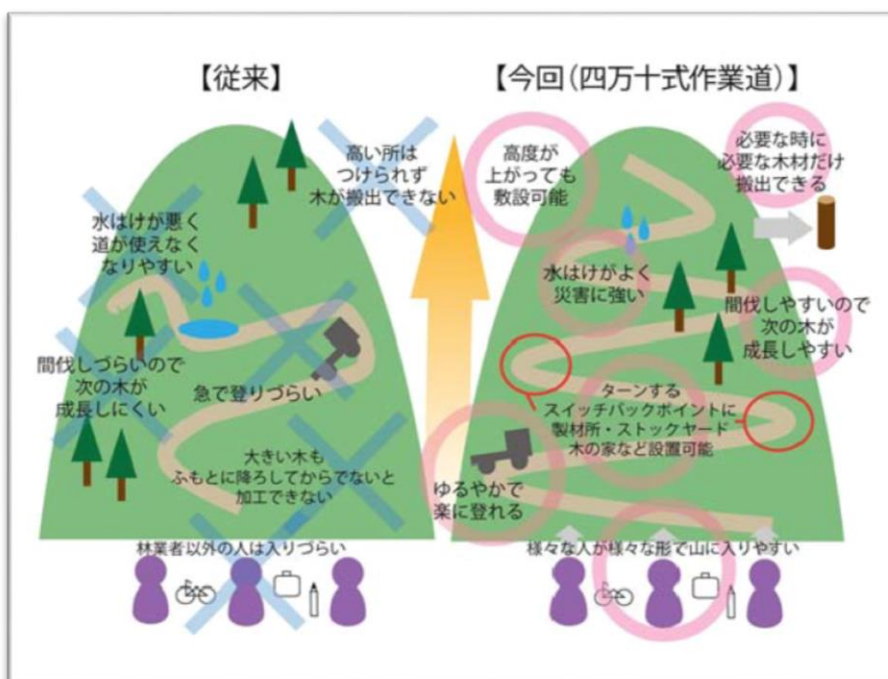 【従来】
高い所は
つけられず
木が搬出できない
水はけが悪く
道が使えなく
なりやすい
間伐しづらいので
次の木が
成長しにくい
急で登りづらい
大きい木も
ふもとに降ろしてからでないと
加工できない
林業者以外の人は入りづらい
【今回(四万十式作業道)】
高度が
上がっても
敷設可能
必要な時に
必要な木材だけ
搬出できる
水はけがよく
災害に強い
間伐しやすいので
次の木が
成長しやすい
ターンする
スイッチバックポイントに
製材所・ストックヤード
木の家など設置可能
ゆるやかで
楽に登れる
様々な人が様々な形で山に入りやすい